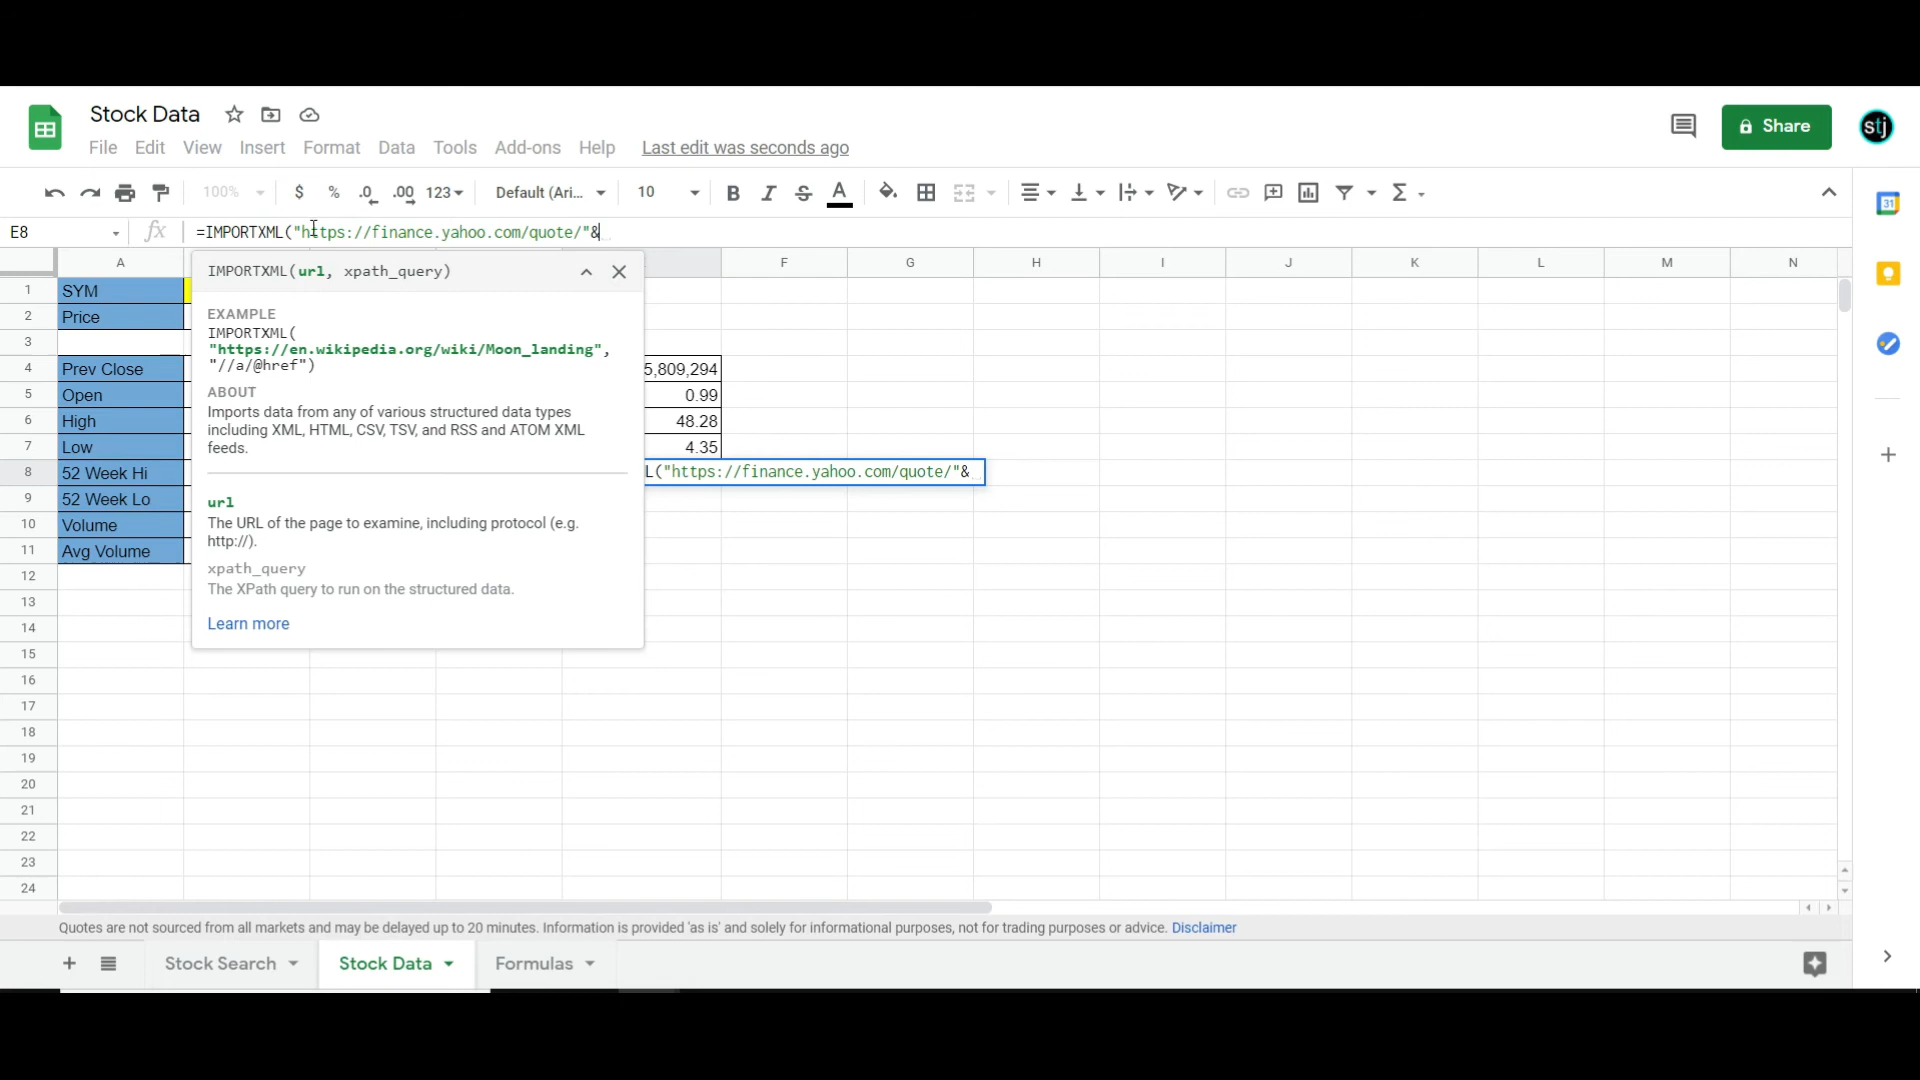 Stock Data
File Edit View Insert Format Data Tools Add-ons Help Last edit was seconds ago
Share
stj
100% $ % .0 .00 123 Default (Ari... 10 B I S A
31
E8 fx =IMPORTXML("https://finance.yahoo.com/quote/"&
A F G H I J K L M N
IMPORTXML(url, xpath_query)
EXAMPLE
IMPORTXML(
"https://en.wikipedia.org/wiki/Moon_landing",
"//a/@href")
ABOUT
Imports data from any of various structured data types
including XML, HTML, CSV, TSV, and RSS and ATOM XML
feeds.
url
The URL of the page to examine, including protocol (e.g.
http://).
xpath_query
The XPath query to run on the structured data.
Learn more
1 SYM
2 Price
3
4 Prev Close 5,809,294
5 Open 0.99
6 High 48.28
7 Low 4.35
8 52 Week Hi L("https://finance.yahoo.com/quote/"&
9 52 Week Lo
10 Volume
11 Avg Volume
12
13
14
15
16
17
18
19
20
21
22
23
24
Quotes are not sourced from all markets and may be delayed up to 20 minutes. Information is provided 'as is' and solely for informational purposes, not for trading purposes or advice. Disclaimer
Stock Search Stock Data Formulas